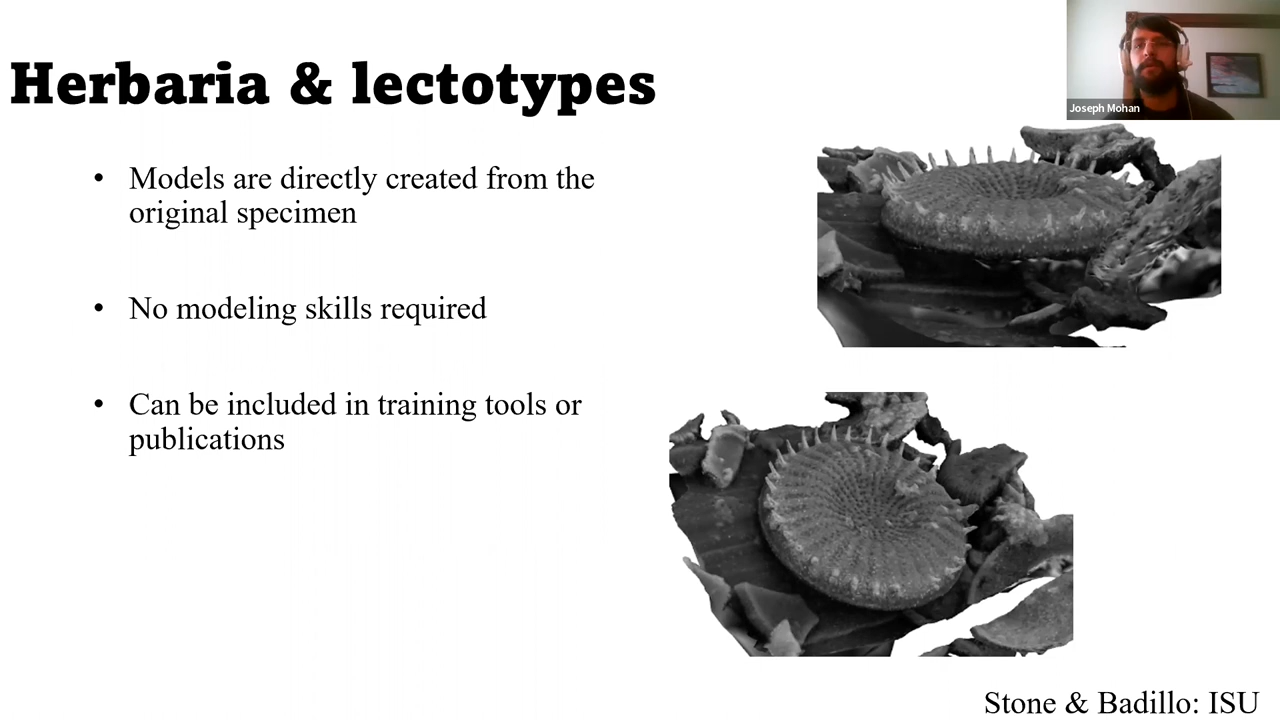 Herbaria & lectotypes
Joseph Mohan
• Models are directly created from the
original specimen
• No modeling skills required
• Can be included in training tools or
publications
Stone & Badillo: ISU